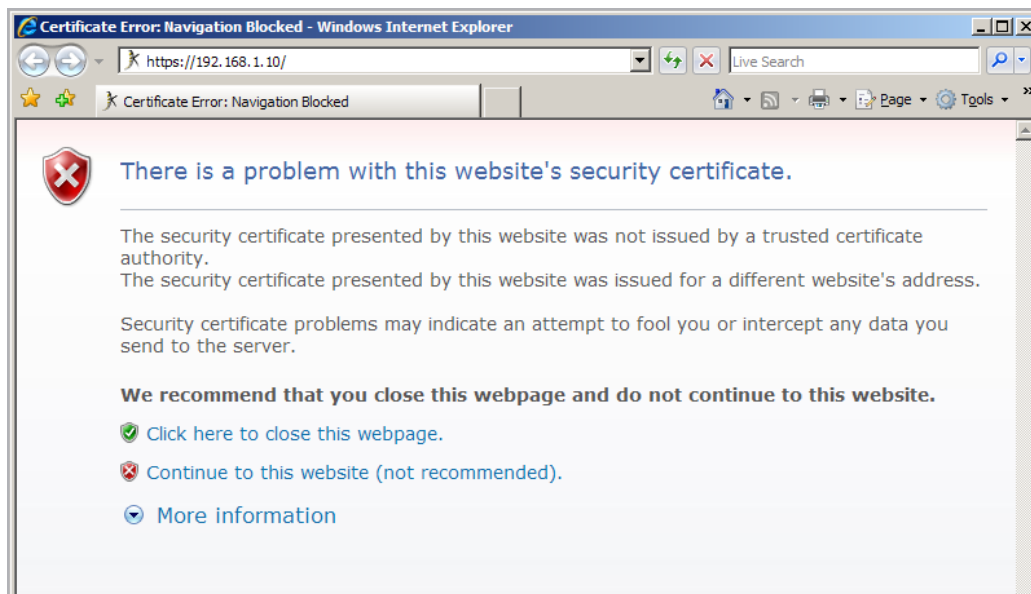 Certificate Error: Navigation Blocked - Windows Internet Explorer
https://192.168.1.10/
Live Search
Certificate Error: Navigation Blocked
Page
Tools
There is a problem with this website's security certificate.
The security certificate presented by this website was not issued by a trusted certificate
authority.
The security certificate presented by this website was issued for a different website's address.
Security certificate problems may indicate an attempt to fool you or intercept any data you
send to the server.
We recommend that you close this webpage and do not continue to this website.
Click here to close this webpage.
Continue to this website (not recommended).
More information